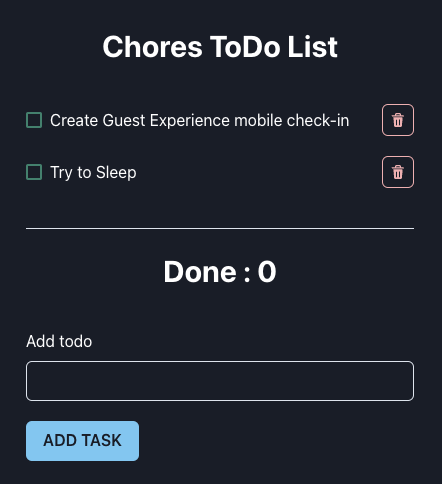 Chores ToDo List
Create Guest Experience mobile check-in
Try to Sleep
Done : 0
Add todo
ADD TASK